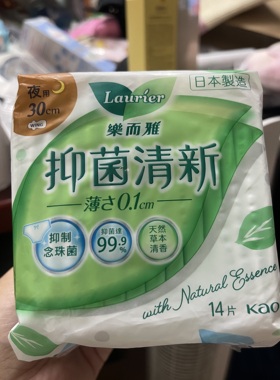 夜用
30cm
Laurier
日本製造
樂而雅
抑菌清新
薄さ0.1cm
抑制
念珠菌
抑菌達
99.9%
天然
草本
清香
with Natural Essence
14片 Kao